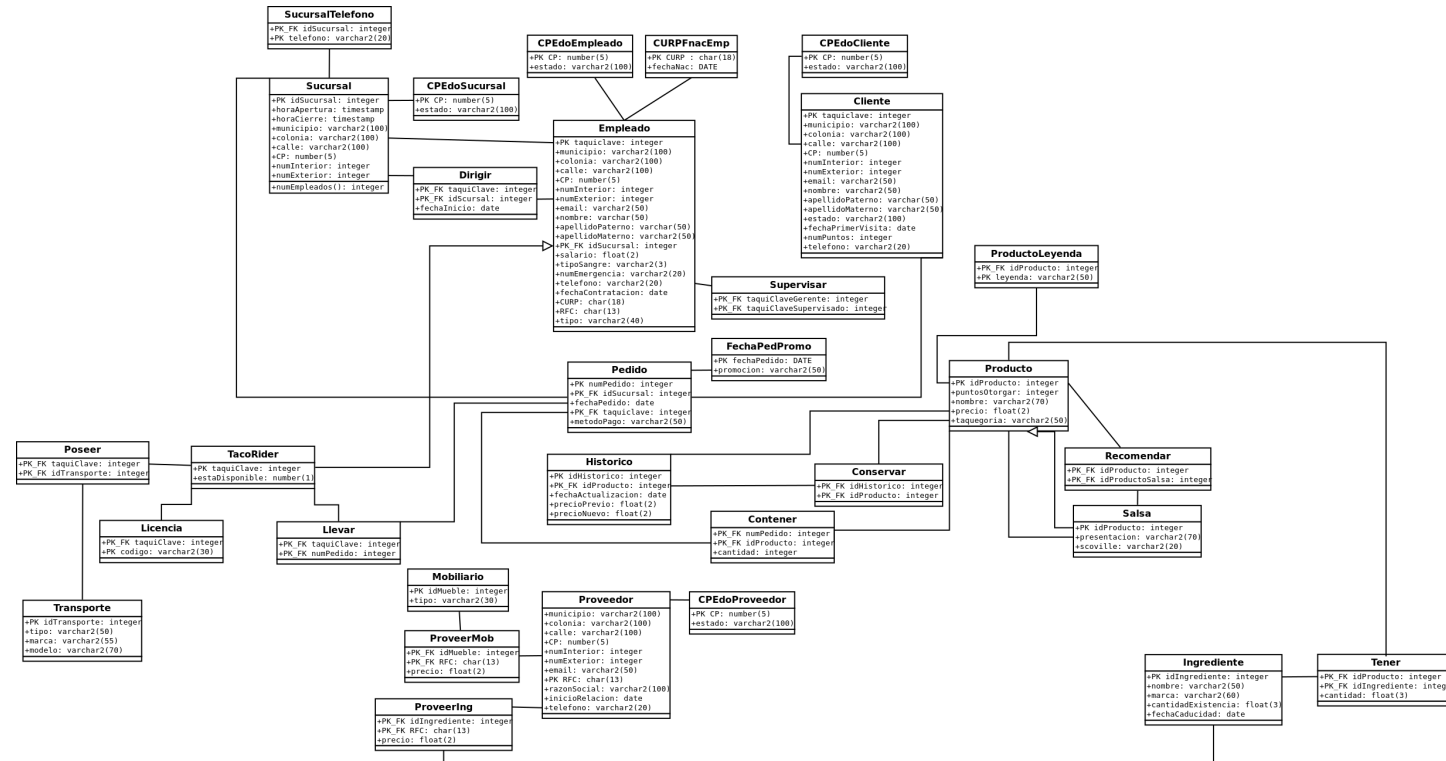 SucursalTelefono
+PK_FK idSucursal: integer
+PK telefono: varchar2(20)
CPEdoEmpleado
+PK CP: number(5)
+estado: varchar2(100)
CURPFnacEmp
+PK CURP : char(18)
+fechaNac: DATE
CPEdoCliente
+PK CP: number(5)
+estado: varchar2(100)
Sucursal
+PK idSucursal: integer
+horaApertura: timestamp
+horaCierre: timestamp
+municipio: varchar2(100)
+colonia: varchar2(100)
+calle: varchar2(100)
+CP: number(5)
+numInterior: integer
+numExterior: integer
+numEmpleados(): integer
CPEdoSucursal
+PK CP: number(5)
+estado: varchar2(100)
Empleado
+PK taquiclave: integer
+municipio: varchar2(100)
+colonia: varchar2(100)
+calle: varchar2(100)
+CP: number(5)
+numInterior: integer
+numExterior: integer
+email: varchar2(50)
+nombre: varchar(50)
+apellidoPaterno: varchar(50)
+apellidoMaterno: varchar2(50)
+PK_FK idSucursal: integer
+salario: float(2)
+tipoSangre: varchar2(3)
+numEmergencia: varchar2(20)
+telefono: varchar2(20)
+fechaContratacion: date
+CURP: char(18)
+RFC: char(13)
+tipo: varchar2(40)
Cliente
+PK taquiclave: integer
+municipio: varchar2(100)
+colonia: varchar2(100)
+calle: varchar2(100)
+CP: number(5)
+numInterior: integer
+numExterior: integer
+email: varchar2(50)
+nombre: varchar2(50)
+apellidoPaterno: varchar(50)
+apellidoMaterno: varchar2(50)
+estado: varchar2(100)
+fechaPrimerVisita: date
+numPuntos: integer
+telefono: varchar2(20)
Dirigir
+PK_FK taquiClave: integer
+PK_FK idScursal: integer
+fechaInicio: date
ProductoLeyenda
+PK_FK idProducto: integer
+PK leyenda: varchar2(50)
Supervisar
+PK_FK taquiClaveGerente: integer
+PK_FK taquiClaveSupervisado: integer
FechaPedPromo
+PK fechaPedido: DATE
+promocion: varchar2(50)
Pedido
+PK numPedido: integer
+PK_FK idSucursal: integer
+fechaPedido: date
+PK_FK taquiclave: integer
+metodoPago: varchar2(50)
Producto
+PK idProducto: integer
+puntosOtorgar: integer
+nombre: varchar2(70)
+precio: float(2)
+taquegoria: varchar2(50)
Poseer
+PK_FK taquiClave: integer
+PK_FK idTransporte: integer
TacoRider
+PK taquiClave: integer
+estaDisponible: number(1)
Historico
+PK idHistorico: integer
+PK_FK idProducto: integer
+fechaActualizacion: date
+precioPrevio: float(2)
+precioNuevo: float(2)
Conservar
+PK_FK idHistorico: integer
+PK_FK idProducto: integer
Recomendar
+PK_FK idProducto: integer
+PK_FK idProductoSalsa: integer
Licencia
+PK_FK taquiClave: integer
+PK codigo: varchar2(30)
Llevar
+PK_FK taquiClave: integer
+PK_FK numPedido: integer
Contener
+PK_FK numPedido: integer
+PK_FK idProducto: integer
+cantidad: integer
Salsa
+PK idProducto: integer
+presentacion: varchar2(70)
+scoville: varchar2(20)
Mobiliario
+PK idMueble: integer
+tipo: varchar2(30)
Transporte
+PK idTransporte: integer
+tipo: varchar2(50)
+marca: varchar2(55)
+modelo: varchar2(70)
Proveedor
+municipio: varchar2(100)
+colonia: varchar2(100)
+calle: varchar2(100)
+CP: number(5)
+numInterior: integer
+numExterior: integer
+email: varchar2(50)
+PK RFC: char(13)
+razonSocial: varchar2(100)
+inicioRelacion: date
+telefono: varchar2(20)
CPEdoProveedor
+PK CP: number(5)
+estado: varchar2(100)
ProveerMob
+PK_FK idMueble: integer
+PK_FK RFC: char(13)
+precio: float(2)
Ingrediente
+PK idIngrediente: integer
+nombre: varchar2(50)
+marca: varchar2(60)
+cantidadExistencia: float(3)
+fechaCaducidad: date
Tener
+PK_FK idProducto: integer
+PK_FK idIngrediente: integ
+cantidad: float(3)
ProveerIng
+PK_FK idIngrediente: integer
+PK_FK RFC: char(13)
+precio: float(2)